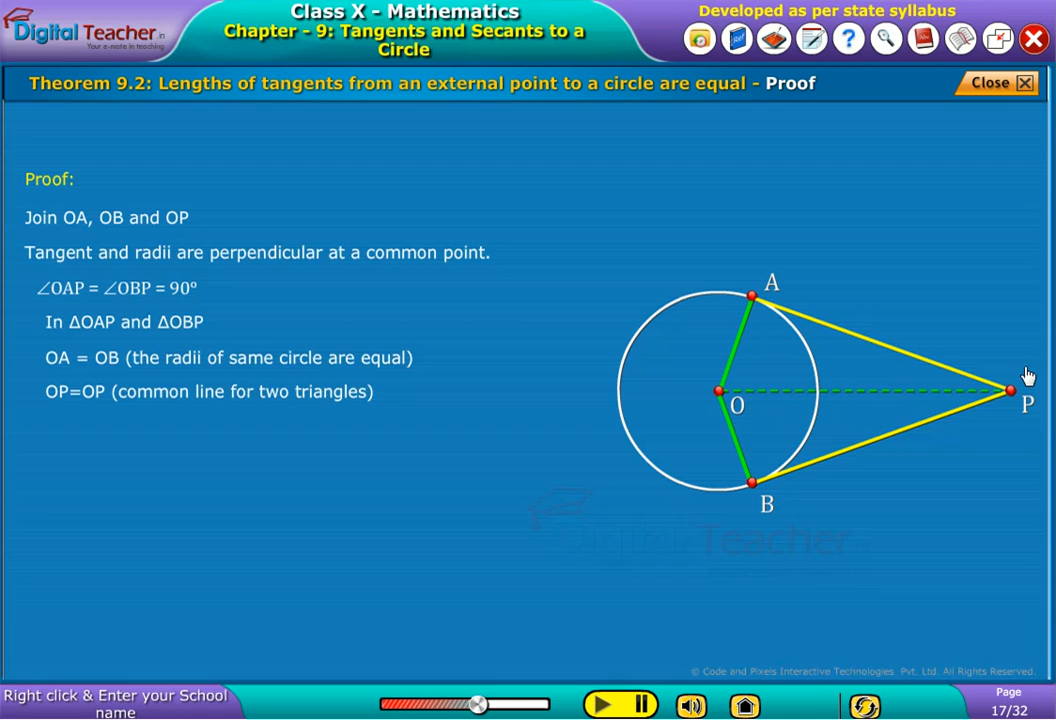 Digital Teacher.in
Your e-mate in teaching
Class X - Mathematics
Chapter - 9: Tangents and Secants to a
Circle
Developed as per state syllabus
Theorem 9.2: Lengths of tangents from an external point to a circle are equal - Proof
Close
Proof:
Join OA, OB and OP
Tangent and radii are perpendicular at a common point.
∠OAP = ∠OBP = 90°
In ΔOAP and ΔOBP
OA = OB (the radii of same circle are equal)
OP=OP (common line for two triangles)
A
O
P
B
Digital Teacher
© Code and Pixels Interactive Technologies Pvt. Ltd. All Rights Reserved.
Right click & Enter your School
name
Page
17/32